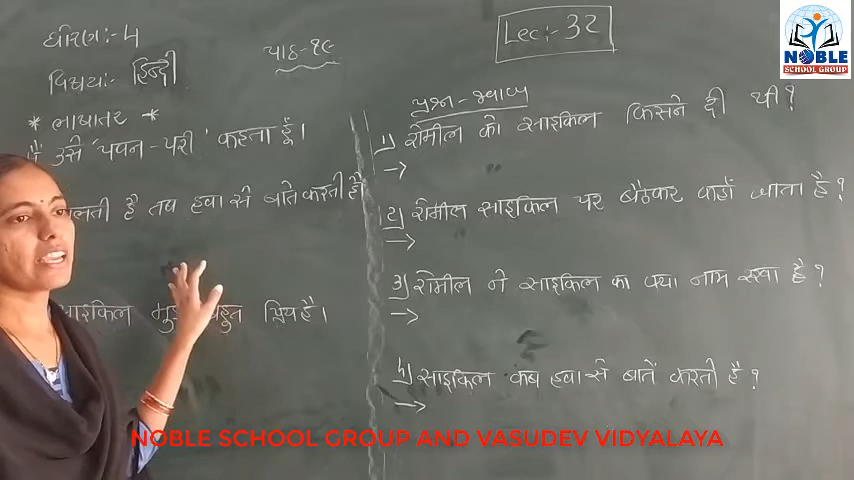 धोरण:- 4
पाठ-१९
Lec:- 32
विषय:- हिन्दी
* भाषांतर *
मैं उसे 'पवन-परी' कहता हूँ।
चलती है तब हवा से बाते करती है
साइकिल मुझे बहुत प्रिय है।
प्रश्न-जवाब
1) रोमील को साइकिल किसने दी थी?
→
2) रोमील साइकिल पर बैठकर कहाँ जाता है?
→
3) रोमील ने साइकिल का क्या नाम रखा है?
→
4) साइकिल कब हवा से बातें करती है?
→
NOBLE
SCHOOL GROUP
NOBLE SCHOOL GROUP AND VASUDEV VIDYALAYA